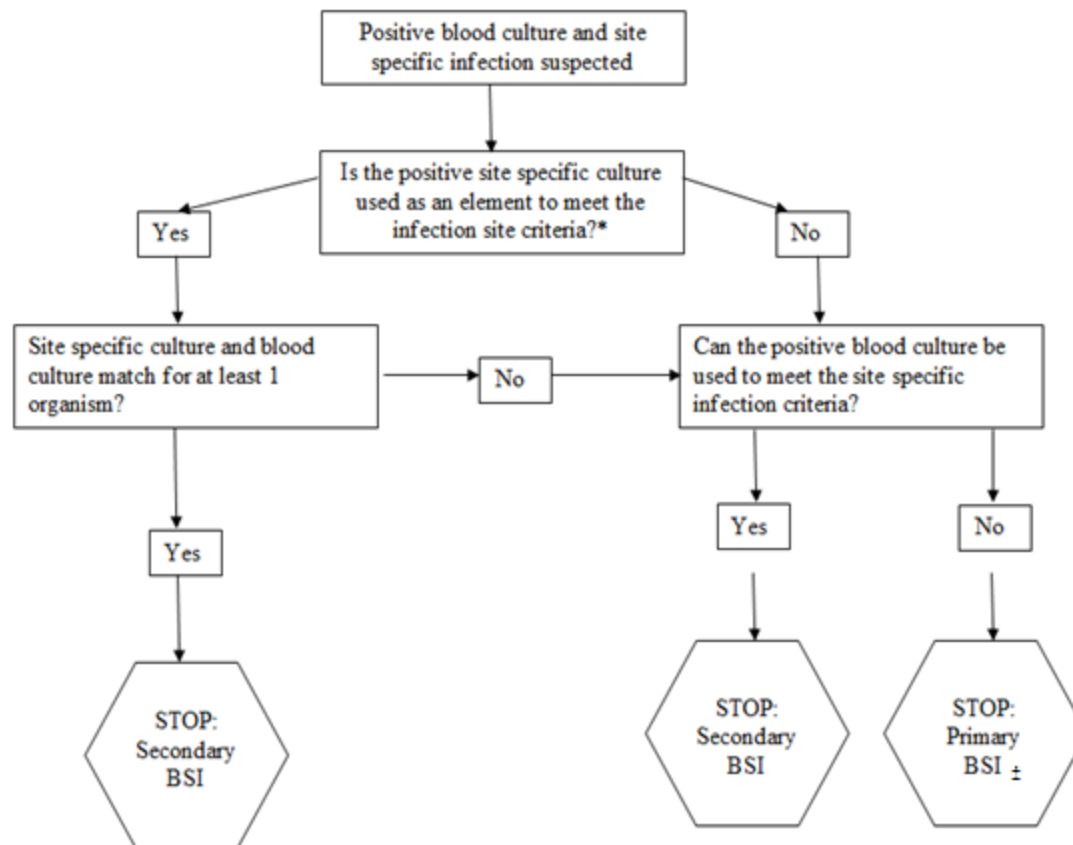 Positive blood culture and site
specific infection suspected
Is the positive site specific culture
used as an element to meet the
infection site criteria?*
Yes
No
Site specific culture and blood
culture match for at least 1
organism?
No
Can the positive blood culture be
used to meet the site specific
infection criteria?
Yes
Yes
No
STOP:
Secondary
BSI
STOP:
Secondary
BSI
STOP:
Primary
BSI ±